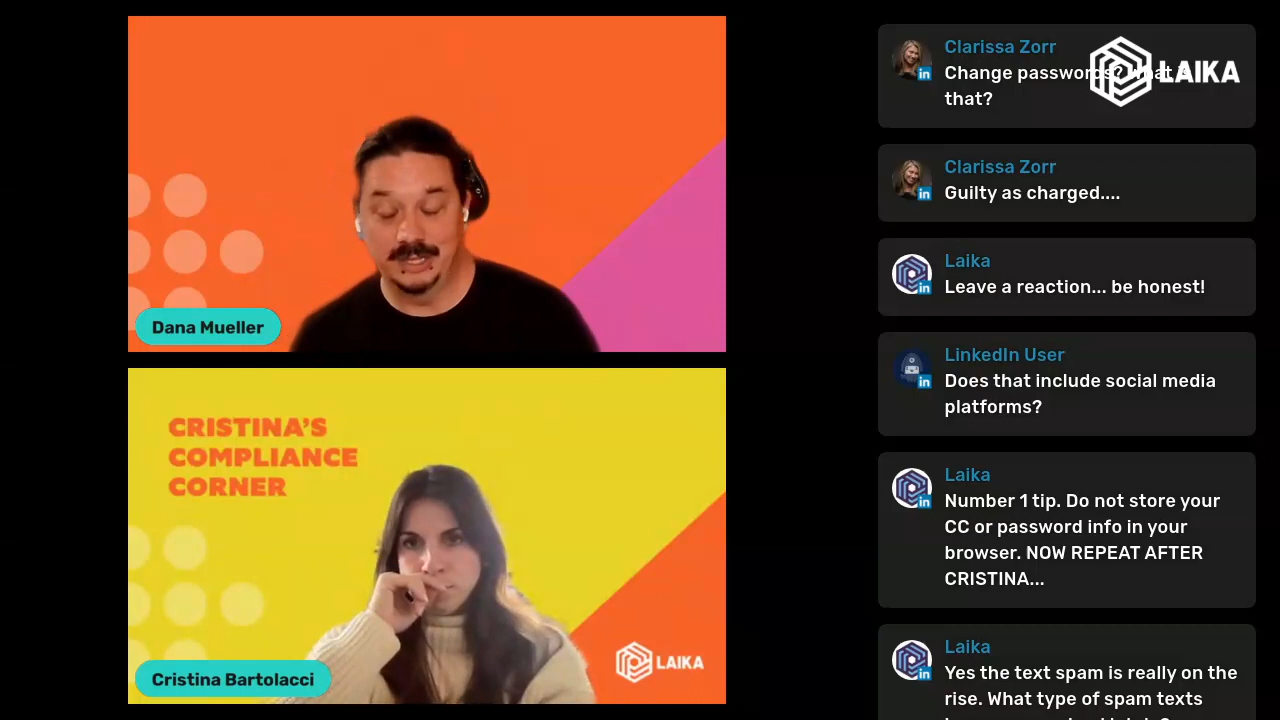 Dana Mueller
CRISTINA'S
COMPLIANCE
CORNER
LAIKA
Cristina Bartolacci
LAIKA
Clarissa Zorr
Change passwords? What is
that?
Clarissa Zorr
Guilty as charged....
Laika
Leave a reaction... be honest!
LinkedIn User
Does that include social media
platforms?
Laika
Number 1 tip. Do not store your
CC or password info in your
browser. NOW REPEAT AFTER
CRISTINA...
Laika
Yes the text spam is really on the
rise. What type of spam texts